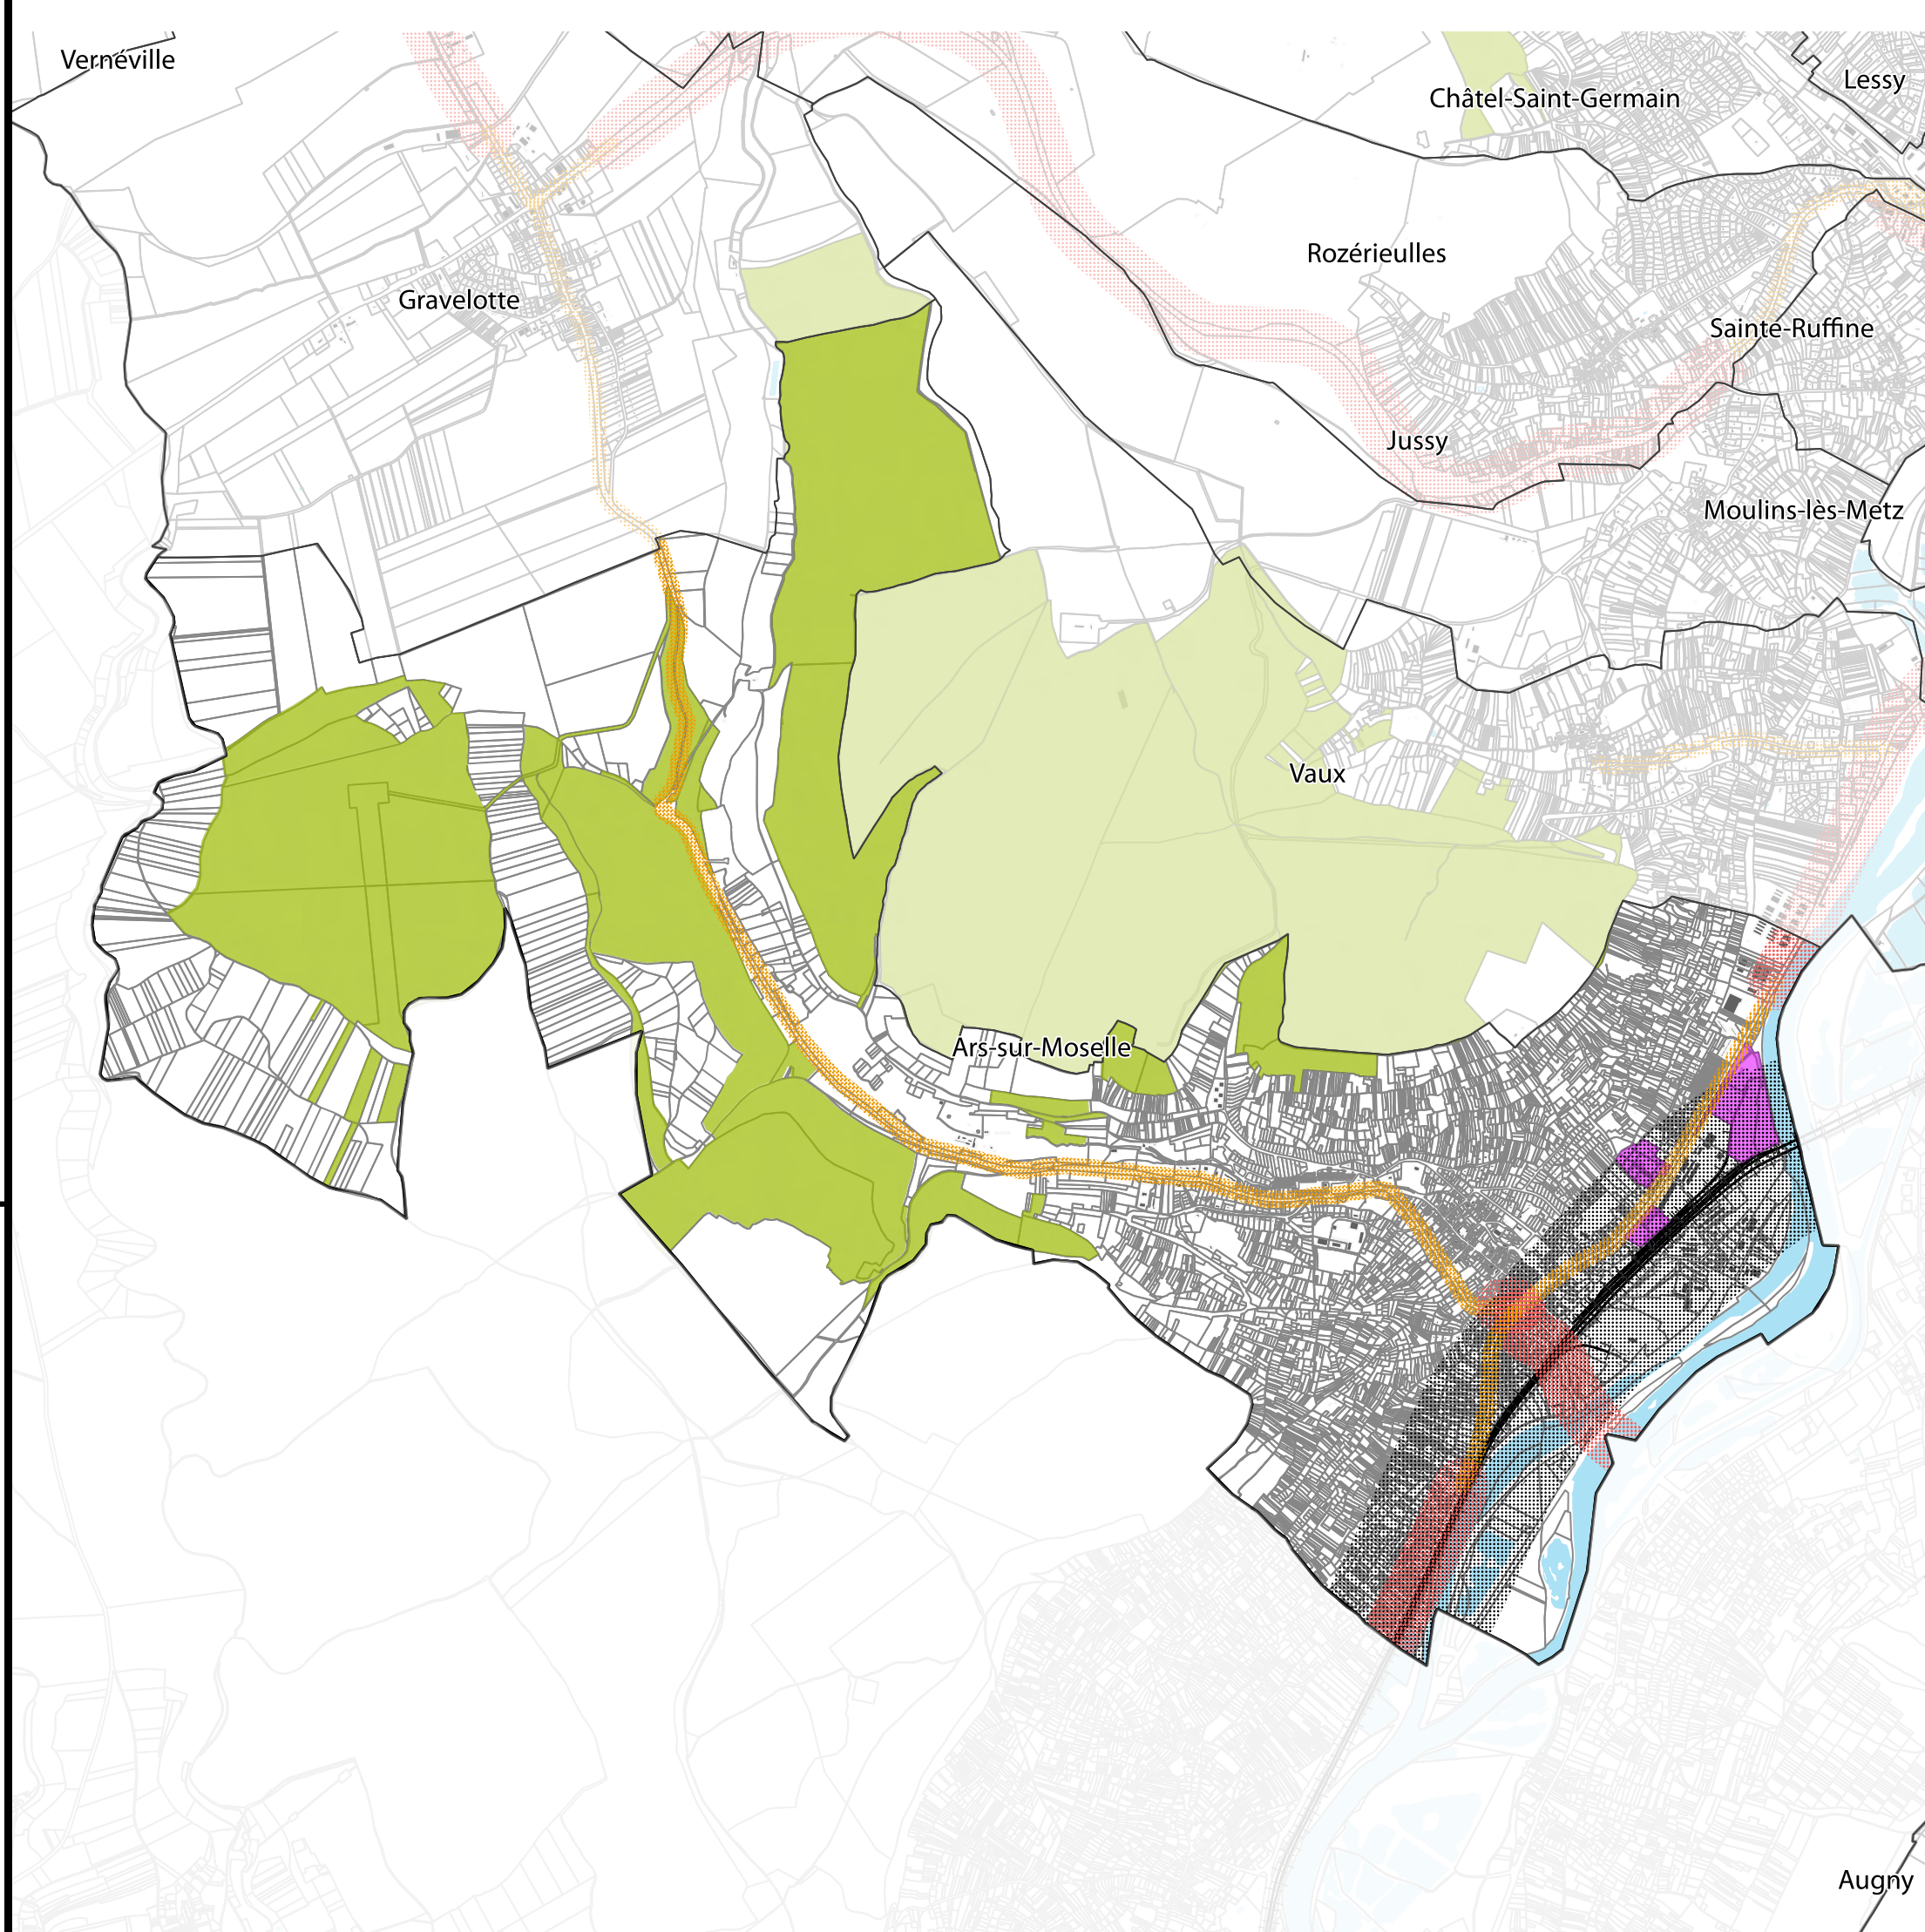 Vernéville
Lessy
Châtel-Saint-Germain
Rozérieulles
Gravelotte
Sainte-Ruffine
Jussy
Moulins-lès-Metz
Vaux
Ars-sur-Moselle
Augny